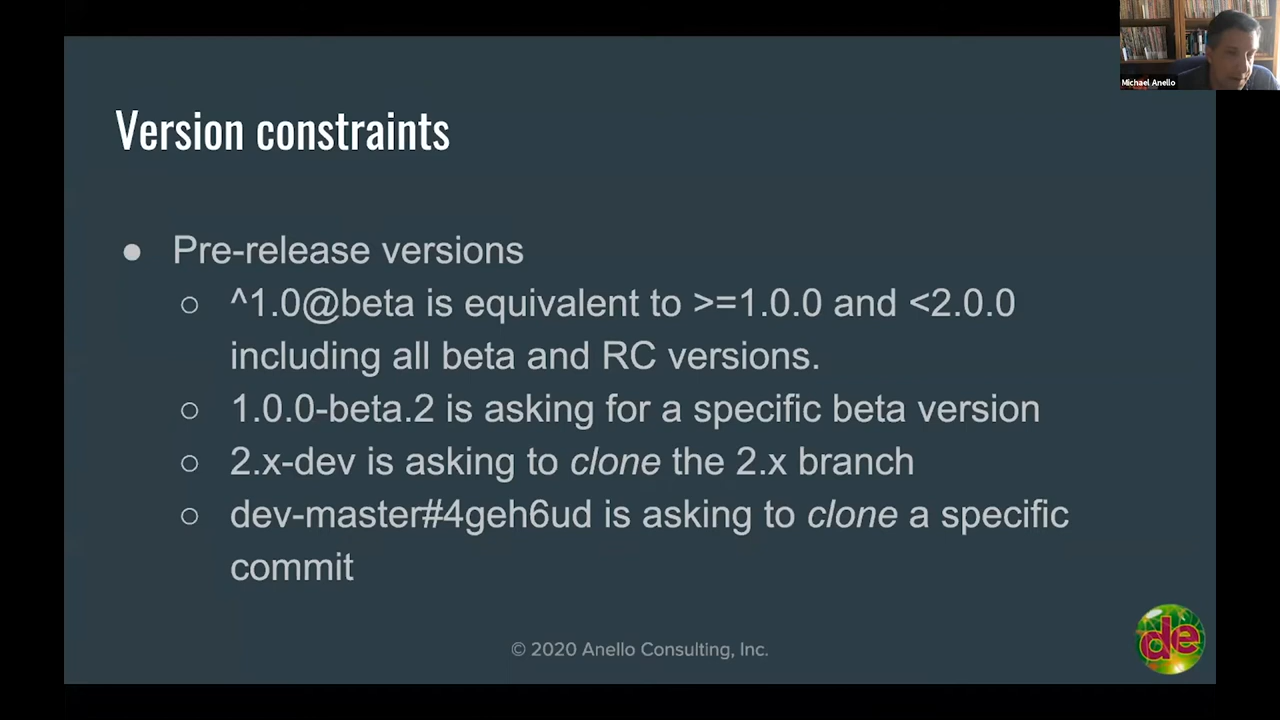 Michael Anello
Version constraints
● Pre-release versions
○ ^1.0@beta is equivalent to >=1.0.0 and <2.0.0
including all beta and RC versions.
○ 1.0.0-beta.2 is asking for a specific beta version
○ 2.x-dev is asking to clone the 2.x branch
○ dev-master#4geh6ud is asking to clone a specific
commit
© 2020 Anello Consulting, Inc.
de